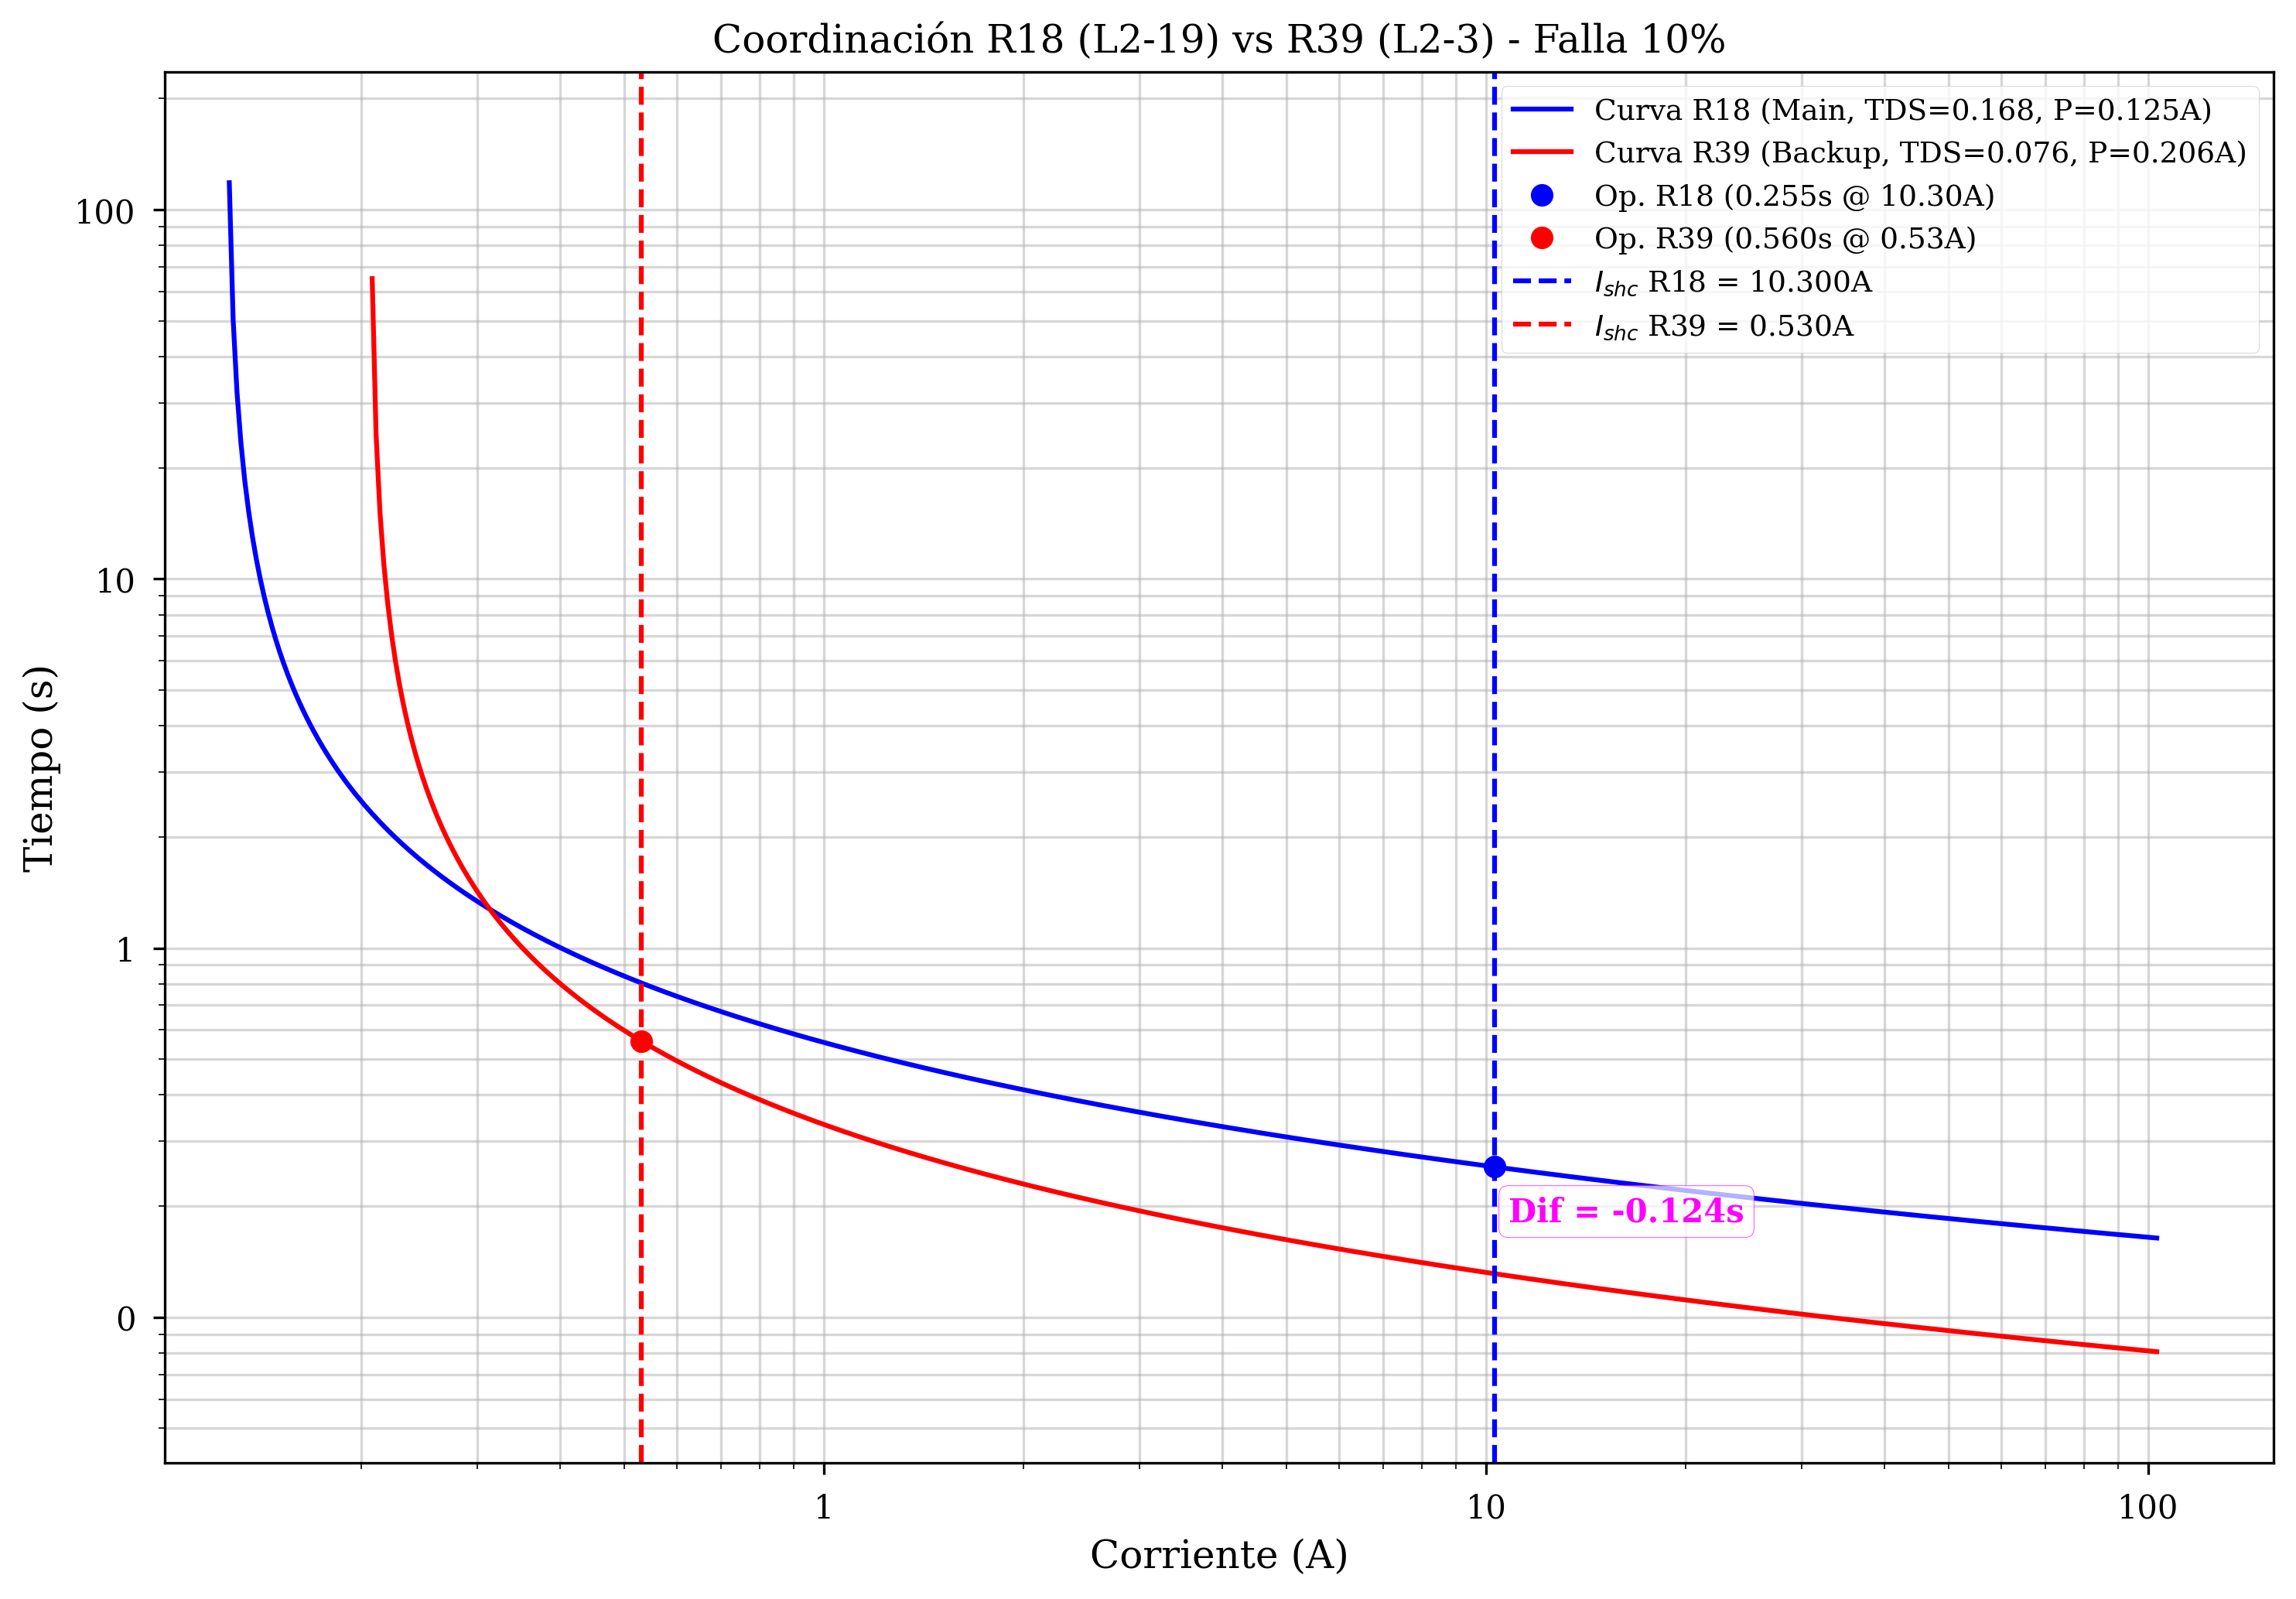 Coordinación R18 (L2-19) vs R39 (L2-3) - Falla 10%
Curva R18 (Main, TDS=0.168, P=0.125A)
Curva R39 (Backup, TDS=0.076, P=0.206A)
Op. R18 (0.255s @ 10.30A)
Op. R39 (0.560s @ 0.53A)
I_shc R18 = 10.300A
I_shc R39 = 0.530A
100
10
1
0
Tiempo (s)
Dif = -0.124s
1
10
100
Corriente (A)